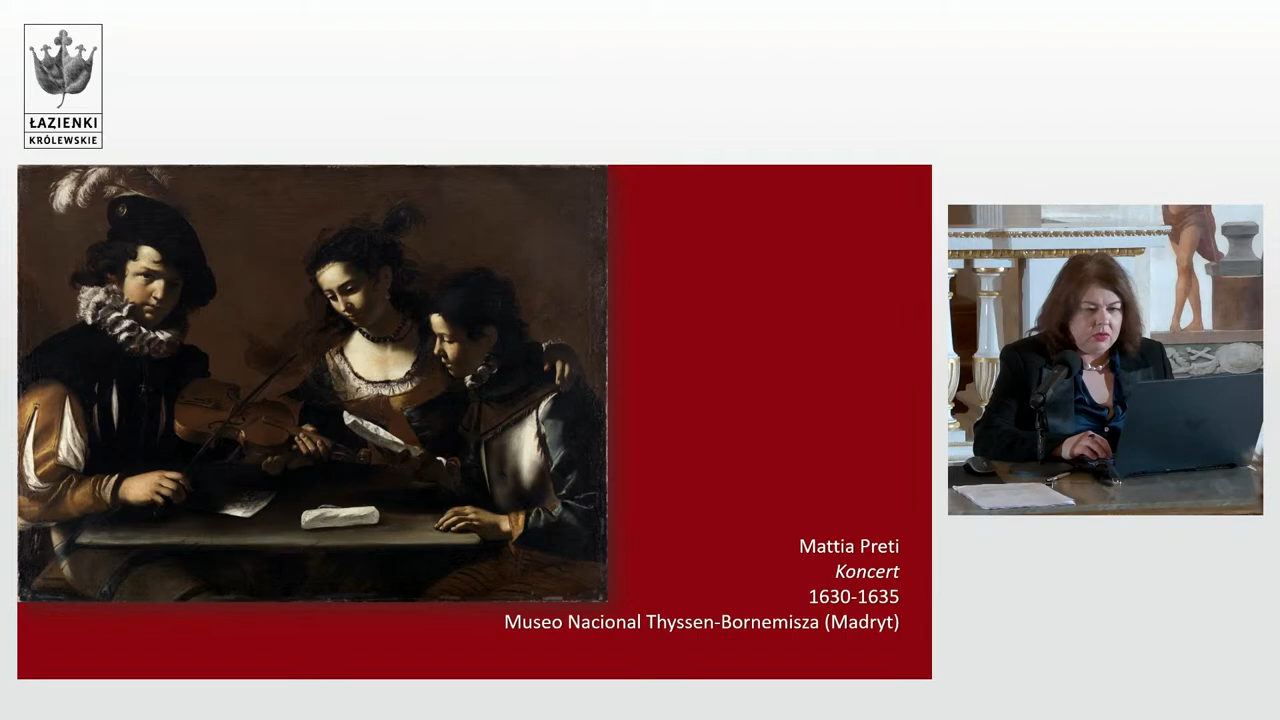 ŁAZIENKI
KRÓLEWSKIE
Mattia Preti
Koncert
1630-1635
Museo Nacional Thyssen-Bornemisza (Madryt)